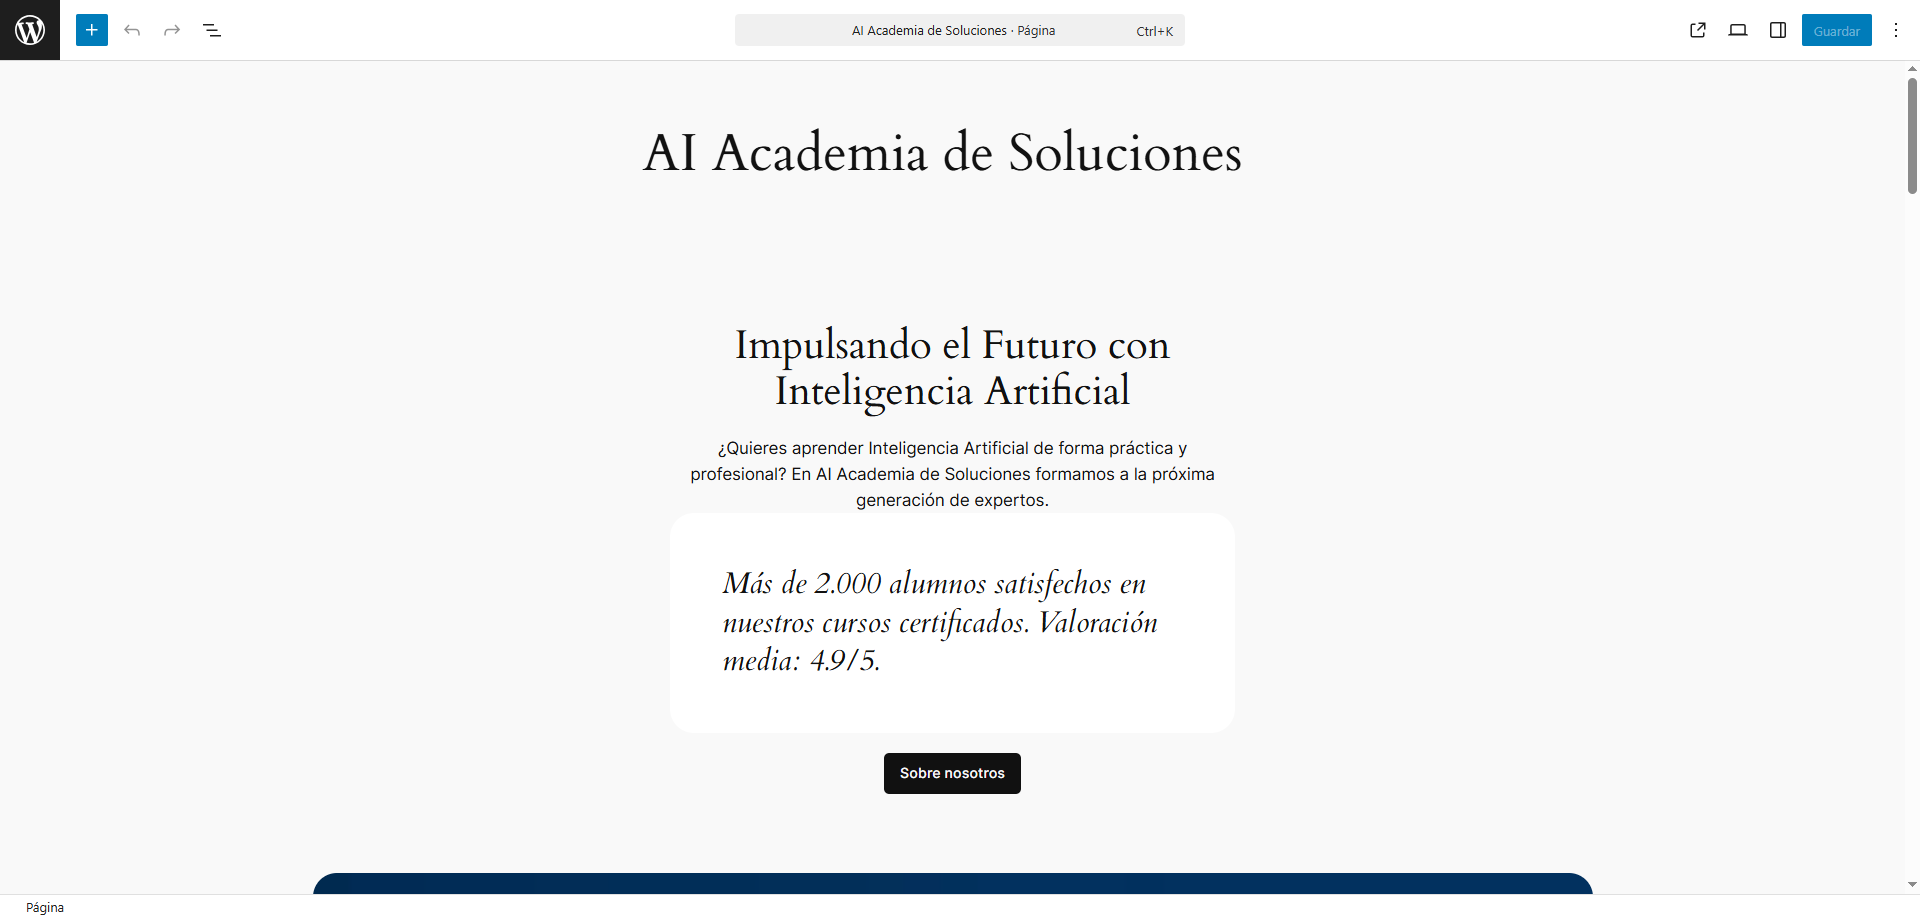 AI Academia de Soluciones · Página
Ctrl+K
Guardar
AI Academia de Soluciones
Impulsando el Futuro con
Inteligencia Artificial
¿Quieres aprender Inteligencia Artificial de forma práctica y
profesional? En AI Academia de Soluciones formamos a la próxima
generación de expertos.
Más de 2.000 alumnos satisfechos en
nuestros cursos certificados. Valoración
media: 4.9/5.
Sobre nosotros
Página